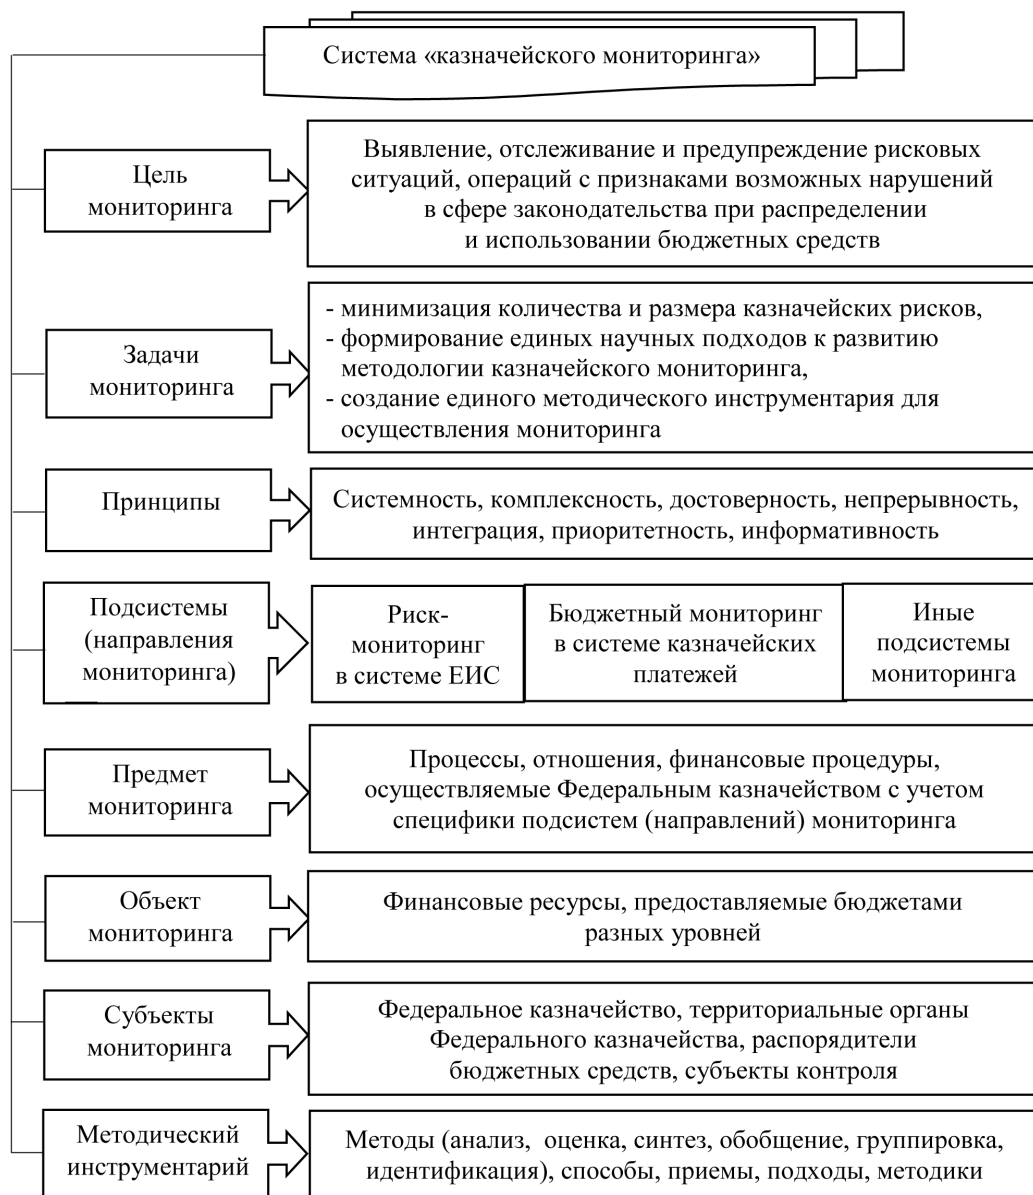 Система «казначейского мониторинга»
Цель
мониторинга
Выявление, отслеживание и предупреждение рисковых
ситуаций, операций с признаками возможных нарушений
в сфере законодательства при распределении
и использовании бюджетных средств
Задачи
мониторинга
- минимизация количества и размера казначейских рисков,
- формирование единых научных подходов к развитию
методологии казначейского мониторинга,
- создание единого методического инструментария для
осуществления мониторинга
Принципы
Системность, комплексность, достоверность, непрерывность,
интеграция, приоритетность, информативность
Подсистемы
(направления
мониторинга)
Риск-
мониторинг
в системе ЕИС
Бюджетный мониторинг
в системе казначейских
платежей
Иные
подсистемы
мониторинга
Предмет
мониторинга
Процессы, отношения, финансовые процедуры,
осуществляемые Федеральным казначейством с учетом
специфики подсистем (направлений) мониторинга
Объект
мониторинга
Финансовые ресурсы, предоставляемые бюджетами
разных уровней
Субъекты
мониторинга
Федеральное казначейство, территориальные органы
Федерального казначейства, распорядители
бюджетных средств, субъекты контроля
Методический
инструментарий
Методы (анализ, оценка, синтез, обобщение, группировка,
идентификация), способы, приемы, подходы, методики